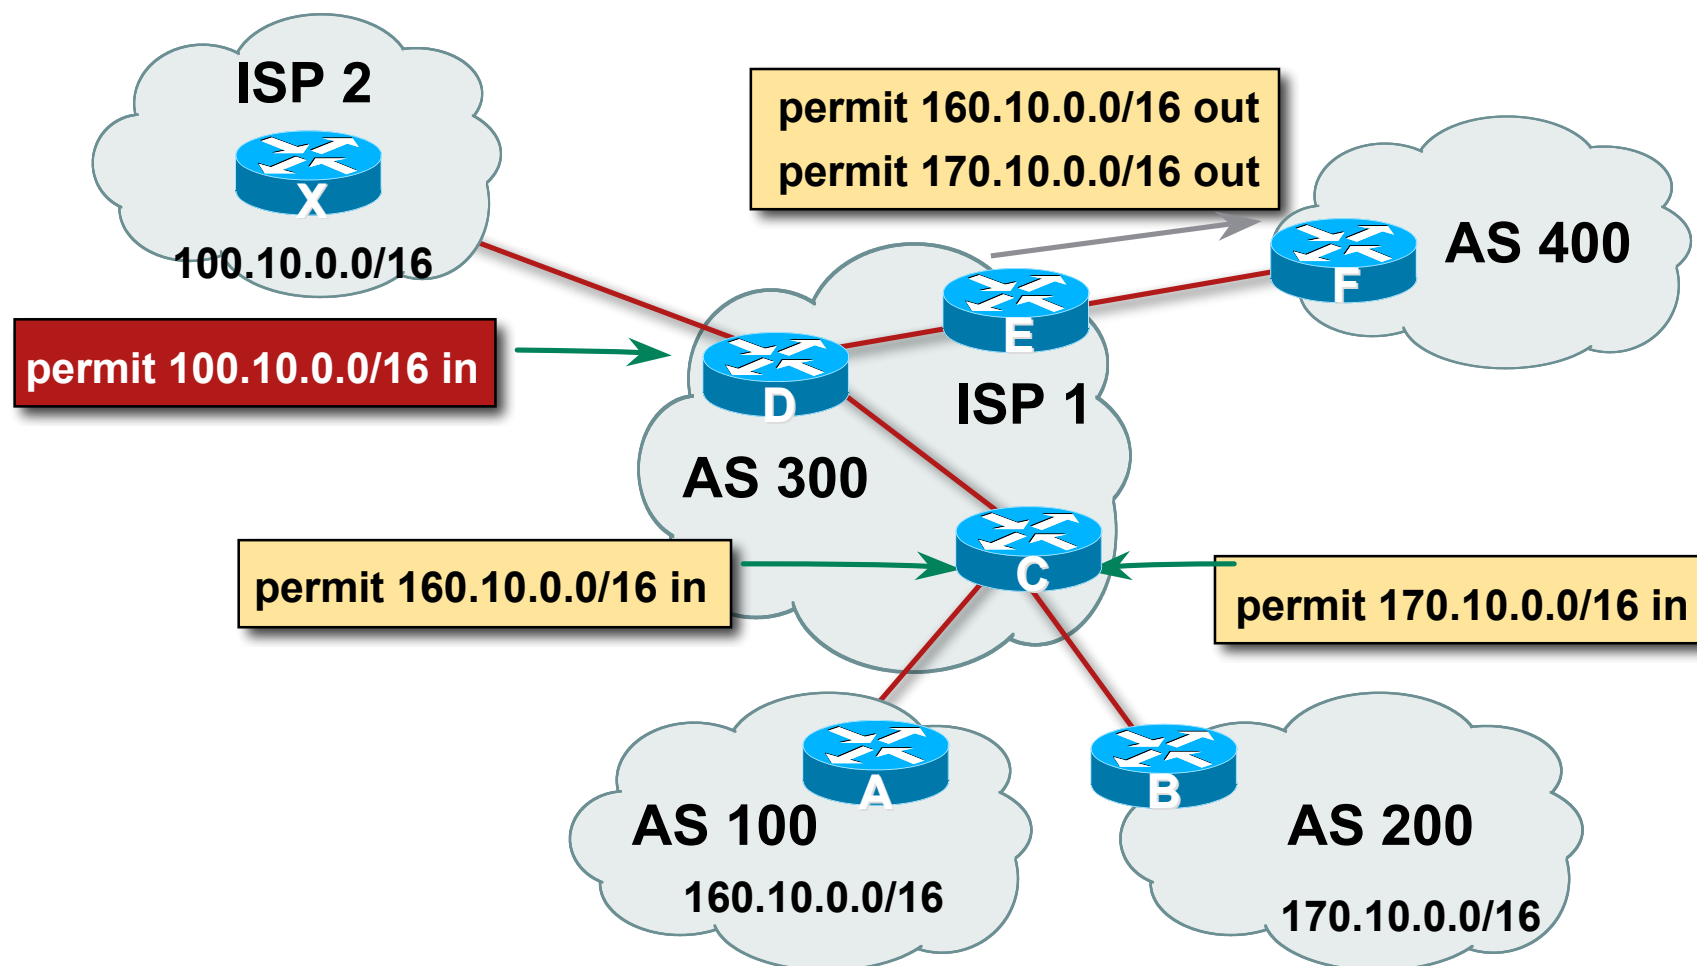 ISP 2
X
100.10.0.0/16
permit 160.10.0.0/16 out
permit 170.10.0.0/16 out
F
AS 400
E
permit 100.10.0.0/16 in
D
ISP 1
AS 300
permit 160.10.0.0/16 in
C
permit 170.10.0.0/16 in
A
AS 100
160.10.0.0/16
B
AS 200
170.10.0.0/16